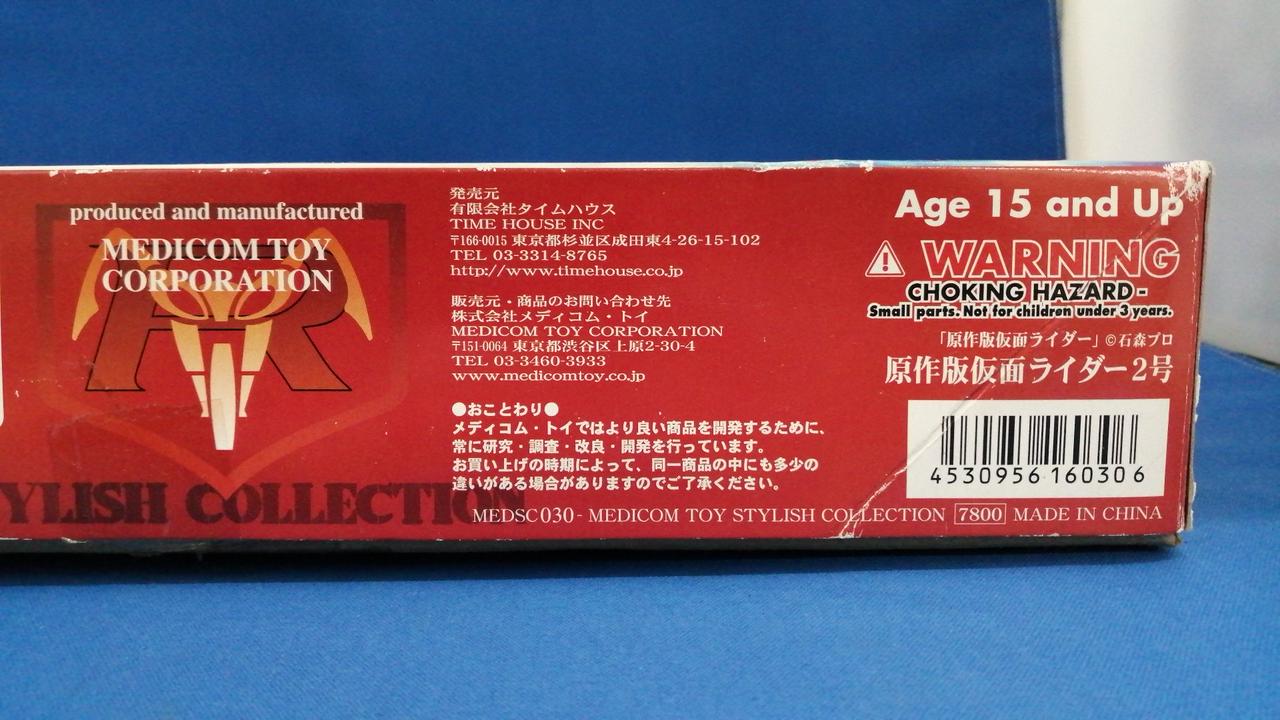 produced and manufactured
MEDICOM TOY
CORPORATION
YLISH COLLECTION
発売元
有限会社タイムハウス
TIME HOUSE INC
〒166-0015 東京都杉並区成田東4-26-15-102
TEL 03-3314-8765
http://www.timehouse.co.jp
販売元・商品のお問い合わせ先
株式会社メディコム・トイ
MEDICOM TOY CORPORATION
〒151-0064 東京都渋谷区上原2-30-4
TEL 03-3460-3933
www.medicomtoy.co.jp
●おことわり●
メディコム・トイではより良い商品を開発するために、
常に研究・調査・改良・開発を行っています。
お買い上げの時期によって、同一商品の中にも多少の
違いがある場合がありますのでご了承ください。
Age 15 and Up
WARNING
CHOKING HAZARD -
Small parts. Not for children under 3 years.
「原作版仮面ライダー」©石森プロ
原作版仮面ライダー2号
4530956160306
MEDSC030- MEDICOM TOY STYLISH COLLECTION 7800 MADE IN CHINA